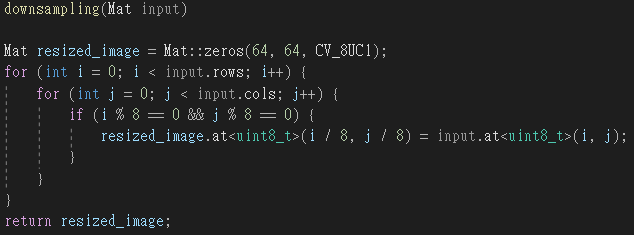 downsampling(Mat input)
Mat resized_image = Mat::zeros(64, 64, CV_8UC1);
for (int i = 0; i < input.rows; i++) {
for (int j = 0; j < input.cols; j++) {
if (i % 8 == 0 && j % 8 == 0) {
resized_image.at<uint8_t>(i / 8, j / 8) = input.at<uint8_t>(i, j);
}
}
}
return resized_image;